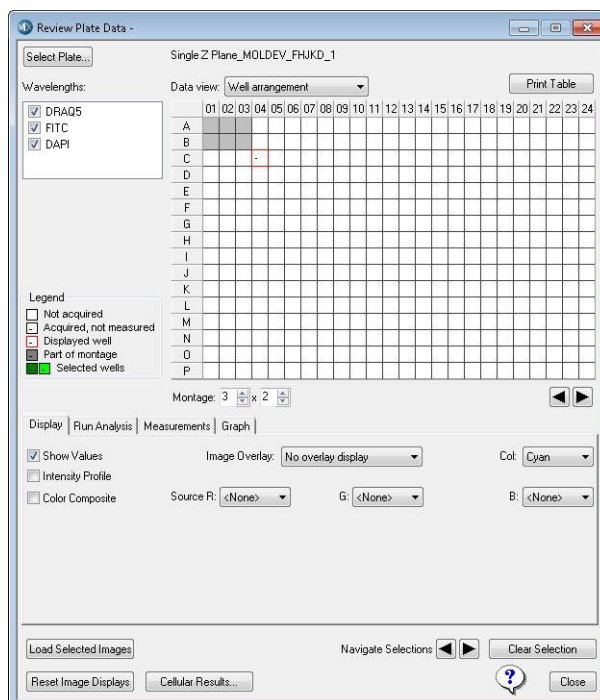 MX Review Plate Data -
Select Plate... Single Z Plane_MOLDEV_FHJKD_1
Wavelengths: Data view: Well arrangement Print Table
DRAQ5
FITC
DAPI
01 02 03 04 05 06 07 08 09 10 11 12 13 14 15 16 17 18 19 20 21 22 23 24
A
B
C -
D
E
F
G
H
I
J
K
L
M
N
O
P
Legend
Not acquired
- Acquired, not measured
- Displayed well
- Part of montage
- - Selected wells
Montage: 3 x 2
Display Run Analysis Measurements Graph
Show Values Image Overlay: No overlay display Col: Cyan
Intensity Profile
Color Composite Source R: <None> G: <None> B: <None>
Load Selected Images Navigate Selections Clear Selection
Reset Image Displays Cellular Results... ? Close